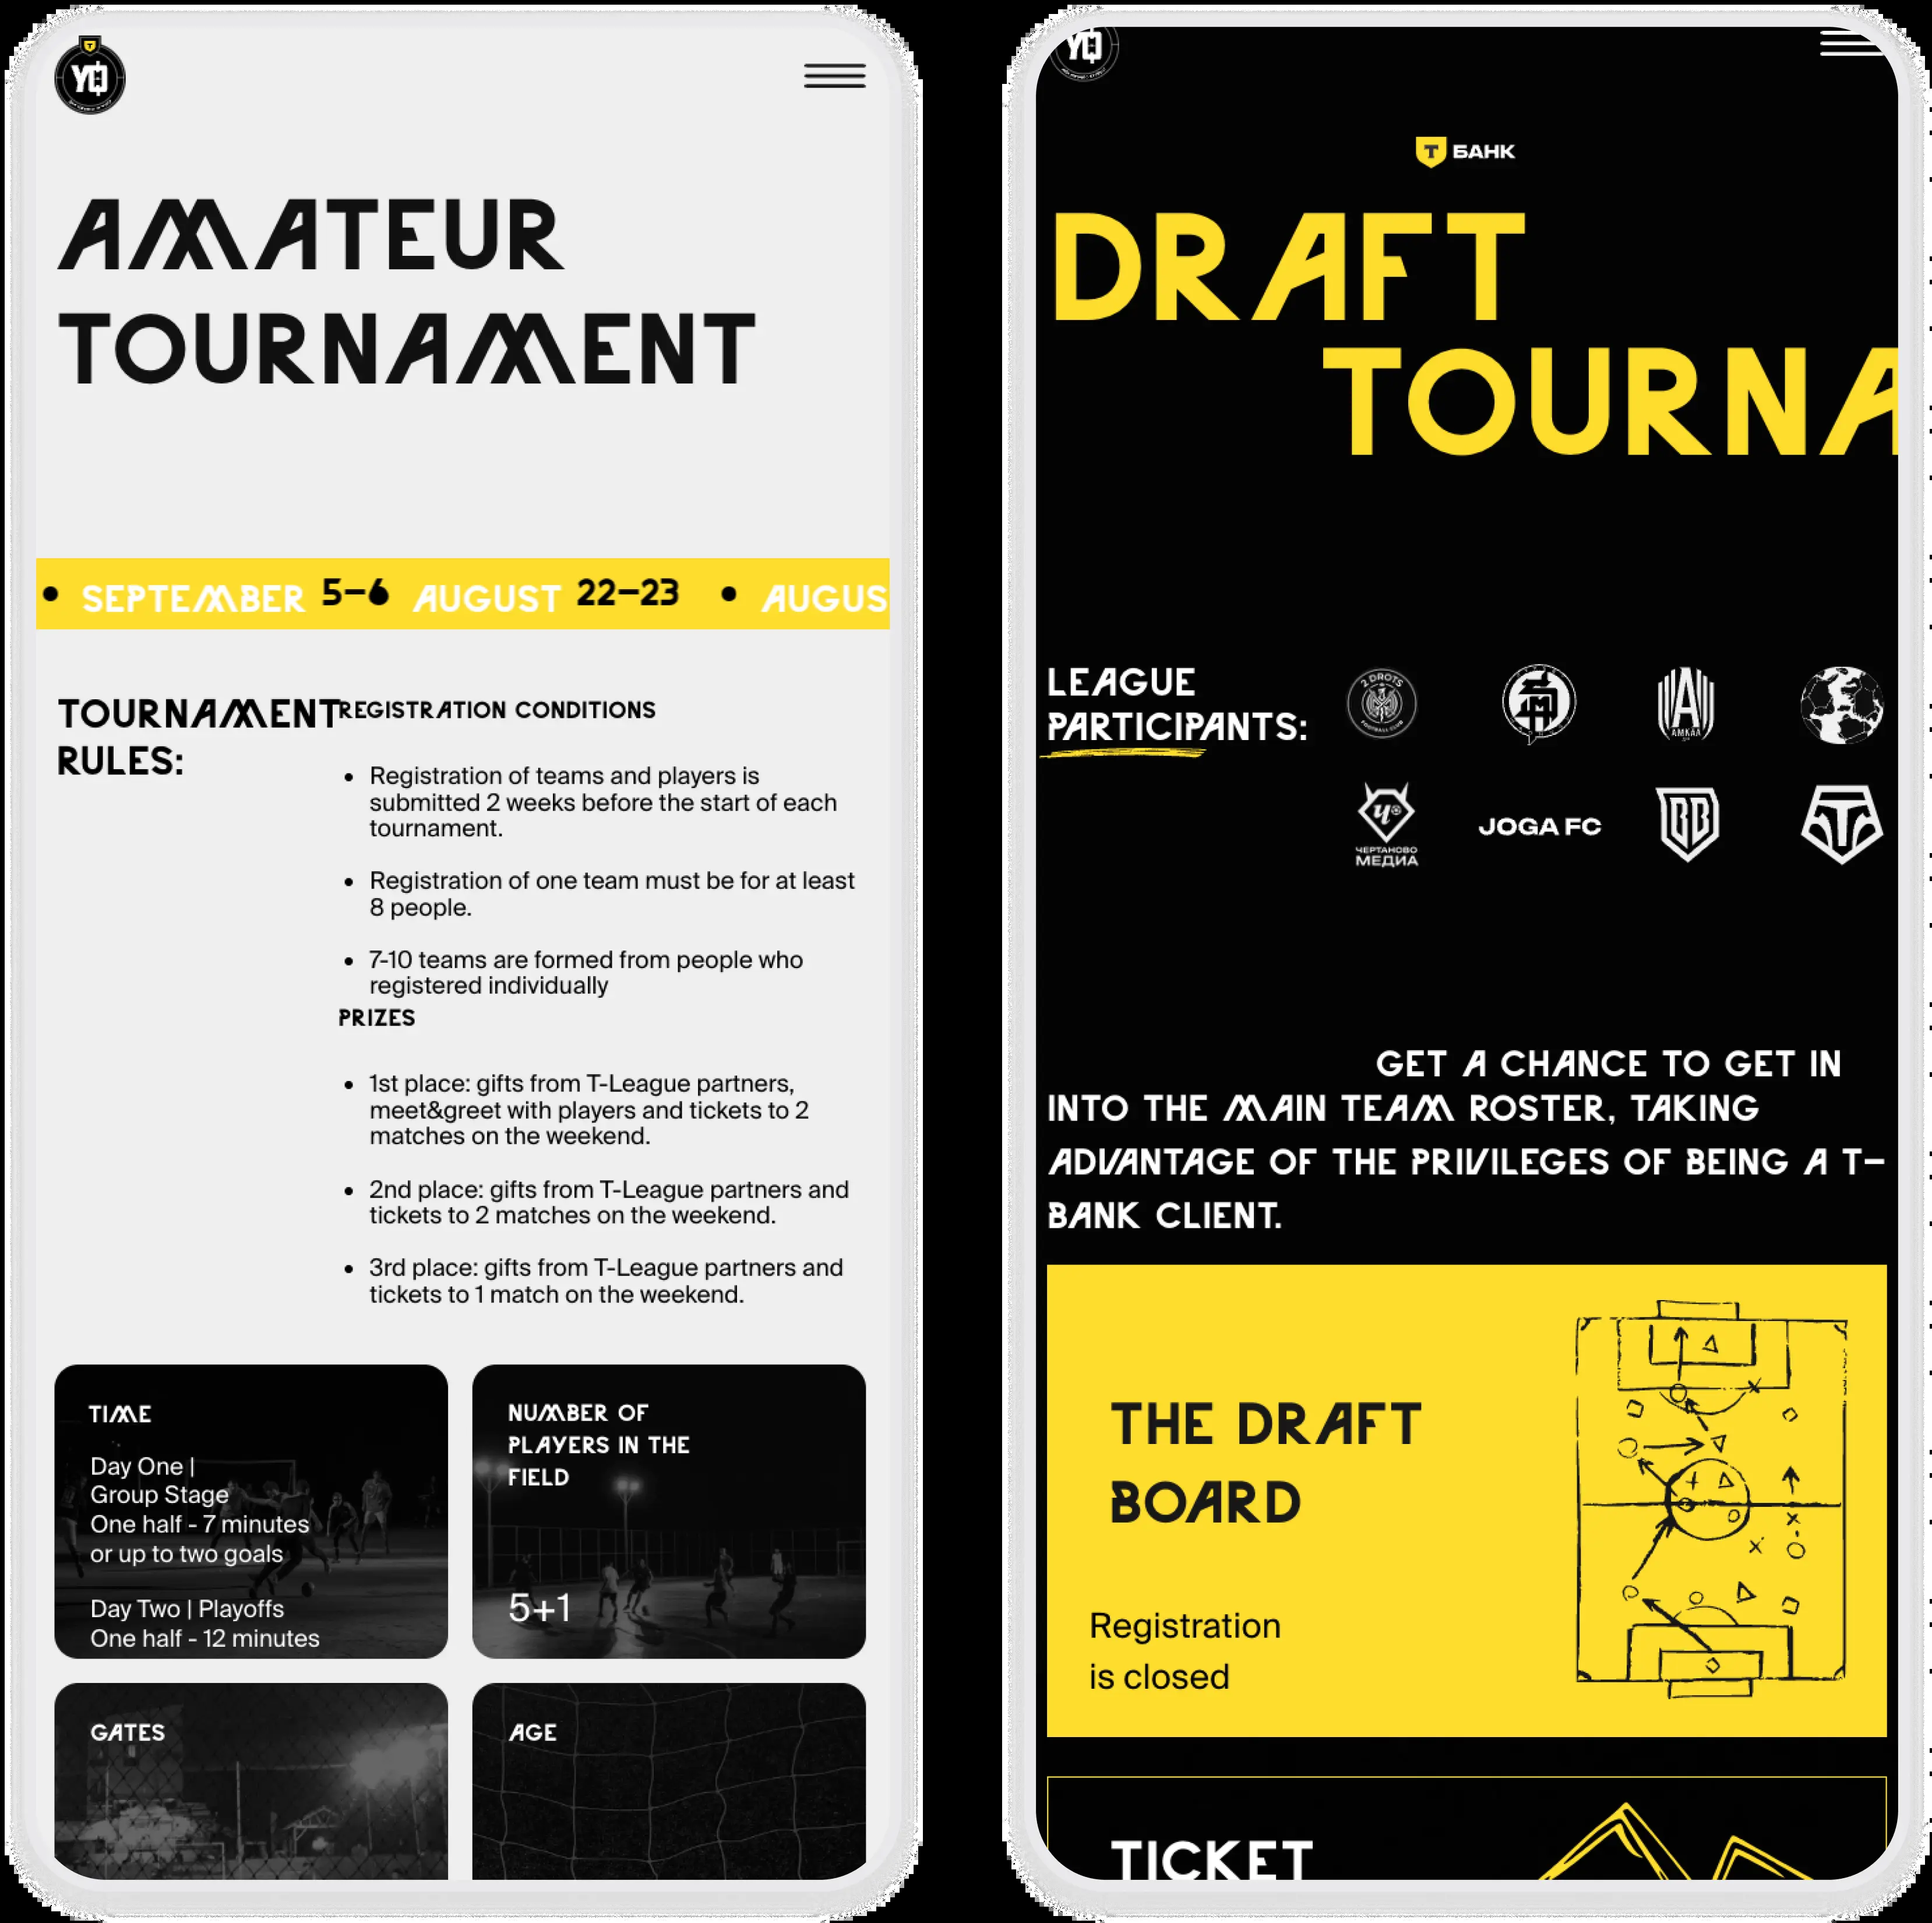 YO
AMATEUR
TOURNAMENT
• SEPTEMBER 5–6 AUGUST 22–23 • AUGUS
TOURNAMENT
RULES:
REGISTRATION CONDITIONS
• Registration of teams and players is
submitted 2 weeks before the start of each
tournament.
• Registration of one team must be for at least
8 people.
• 7-10 teams are formed from people who
registered individually
PRIZES
• 1st place: gifts from T-League partners,
meet&greet with players and tickets to 2
matches on the weekend.
• 2nd place: gifts from T-League partners and
tickets to 2 matches on the weekend.
• 3rd place: gifts from T-League partners and
tickets to 1 match on the weekend.
TIME
Day One |
Group Stage
One half - 7 minutes
or up to two goals
Day Two | Playoffs
One half - 12 minutes
NUMBER OF
PLAYERS IN THE
FIELD
5+1
GATES
AGE
T БАНК
DRAFT
TOURNA
LEAGUE
PARTICIPANTS:
2DROTS
FOOTBALL CLUB
АМКАЛ
ЧЕРТАНОВО
МЕДИА
JOGA FC
BB
GET A CHANCE TO GET IN
INTO THE MAIN TEAM ROSTER, TAKING
ADVANTAGE OF THE PRIVILEGES OF BEING A T–
BANK CLIENT.
THE DRAFT
BOARD
Registration
is closed
TICKET